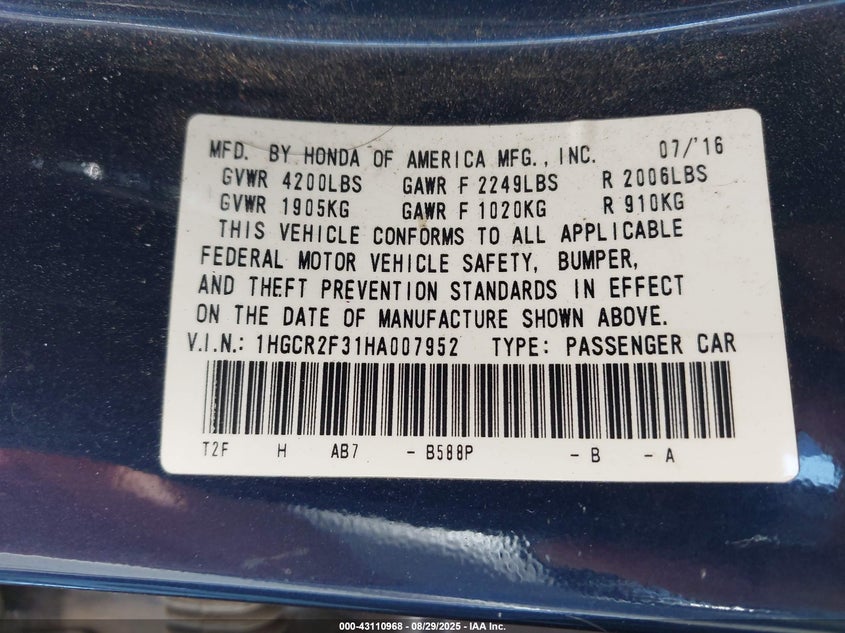 MFD. BY HONDA OF AMERICA MFG., INC. 07/'16
GVWR 4200LBS GAWR F 2249LBS R 2006LBS
GVWR 1905KG GAWR F 1020KG R 910KG
THIS VEHICLE CONFORMS TO ALL APPLICABLE
FEDERAL MOTOR VEHICLE SAFETY, BUMPER,
AND THEFT PREVENTION STANDARDS IN EFFECT
ON THE DATE OF MANUFACTURE SHOWN ABOVE.
V.I.N.: 1HGCR2F31HA007952 TYPE: PASSENGER CAR
T2F H AB7 - B588P - B - A
000-43110968 - 08/29/2025 - IAA Inc.